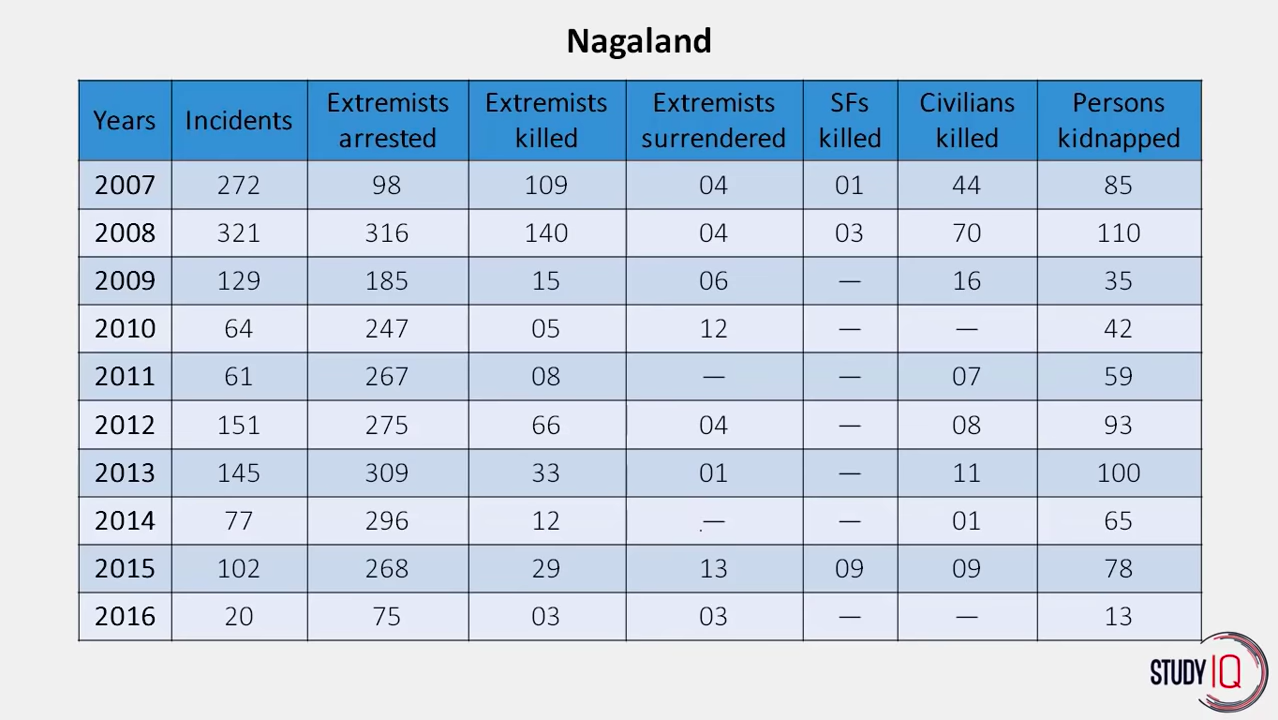 Nagaland
Years Incidents Extremists arrested Extremists killed Extremists surrendered SFs killed Civilians killed Persons kidnapped
2007 272 98 109 04 01 44 85
2008 321 316 140 04 03 70 110
2009 129 185 15 06 — 16 35
2010 64 247 05 12 — — 42
2011 61 267 08 — — 07 59
2012 151 275 66 04 — 08 93
2013 145 309 33 01 — 11 100
2014 77 296 12 — — 01 65
2015 102 268 29 13 09 09 78
2016 20 75 03 03 — — 13
STUDY IQ